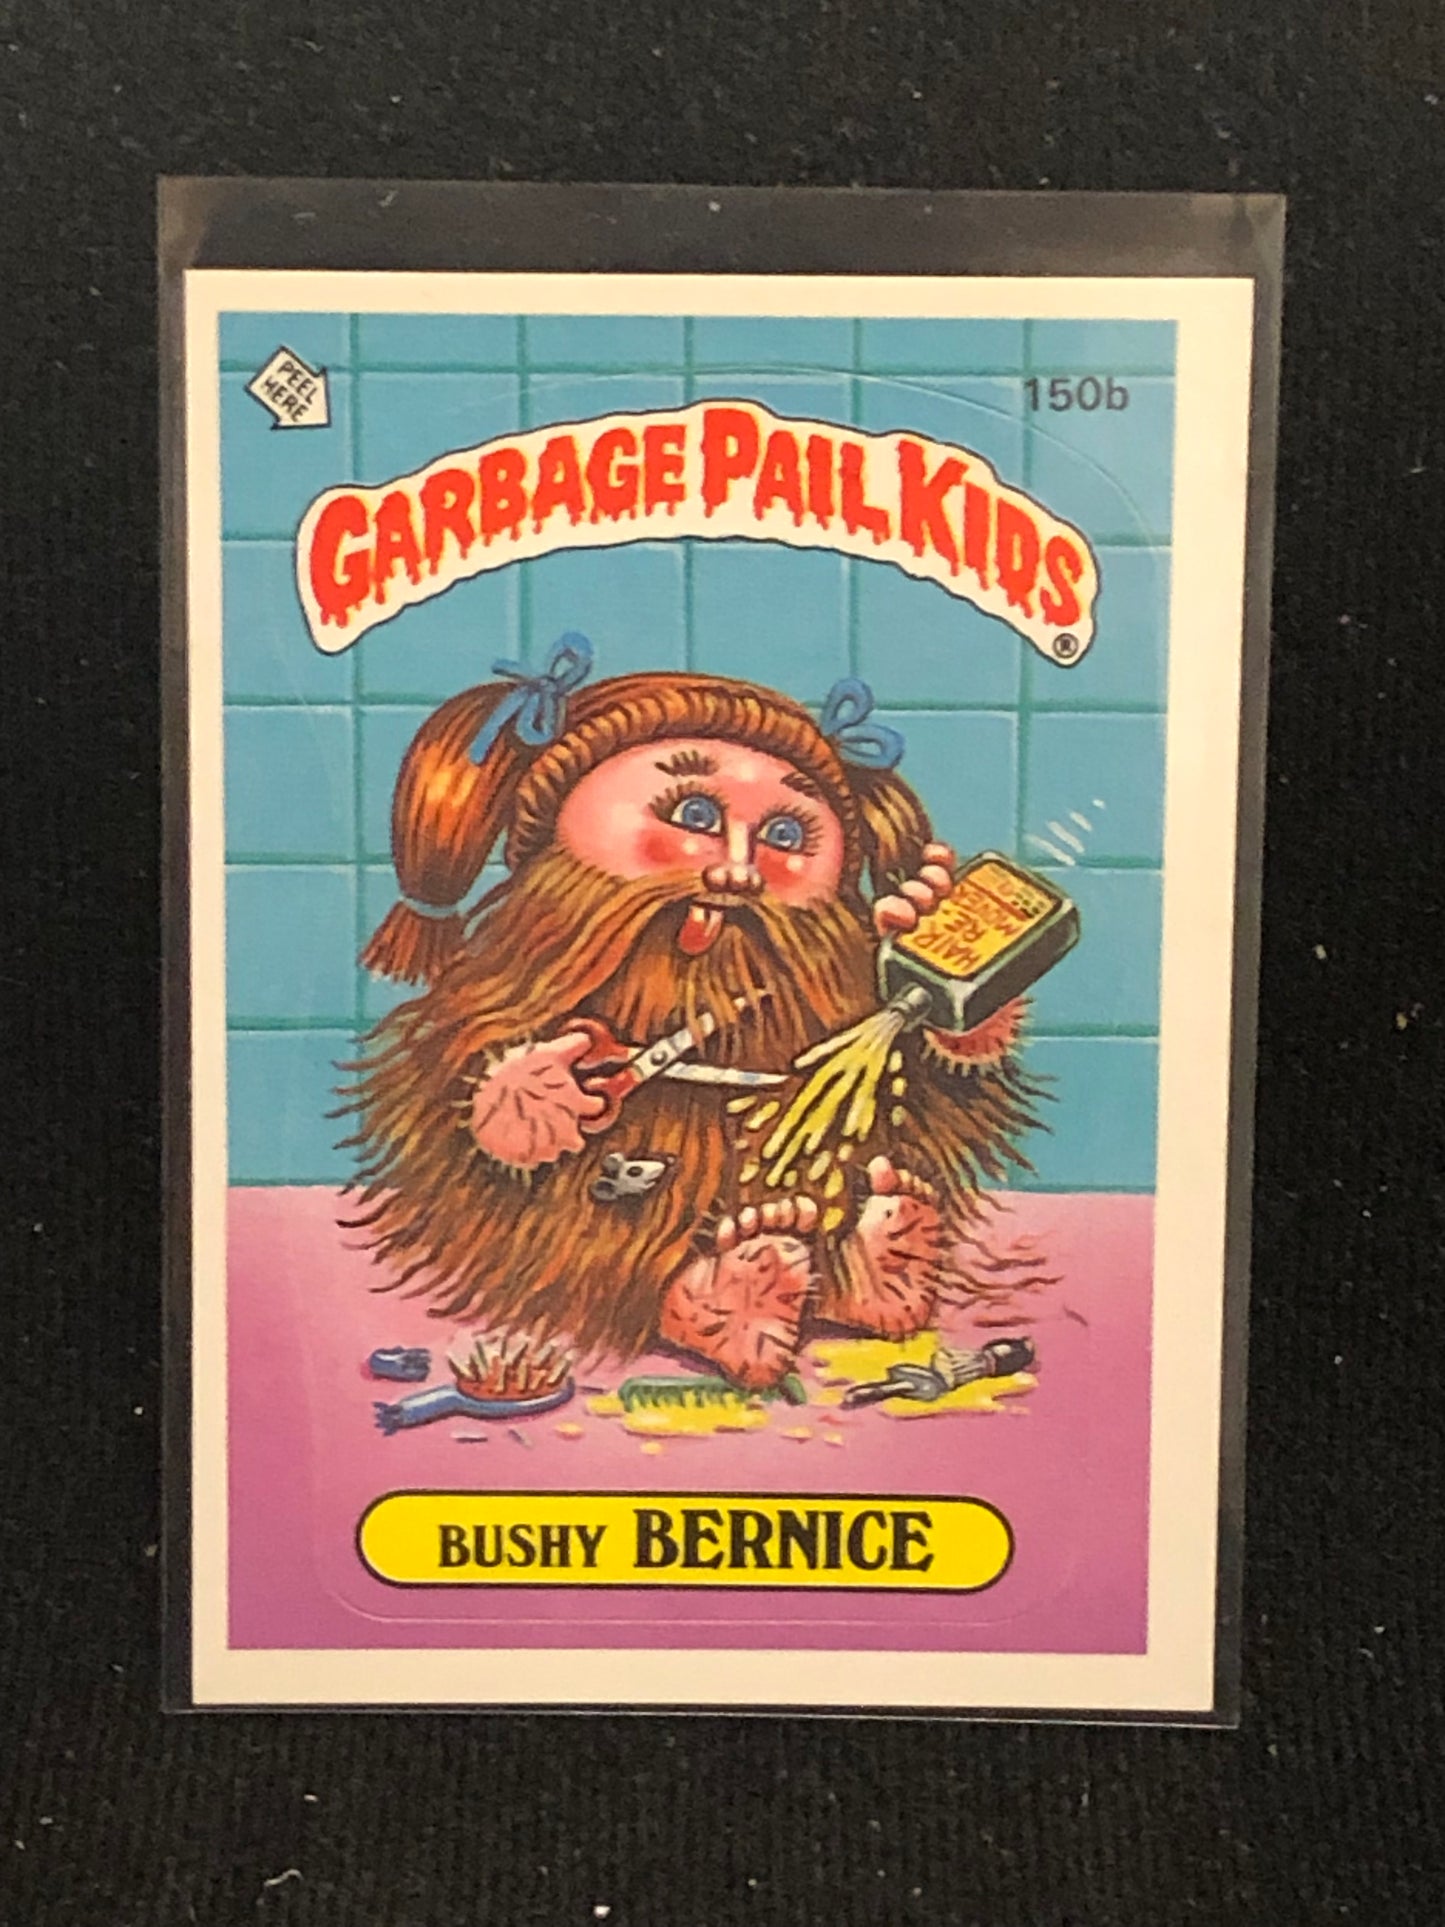 PEEL
HERE
150b
GARBAGE PAIL KIDS
®
HAIR
RE-
MOVER
BUSHY BERNICE